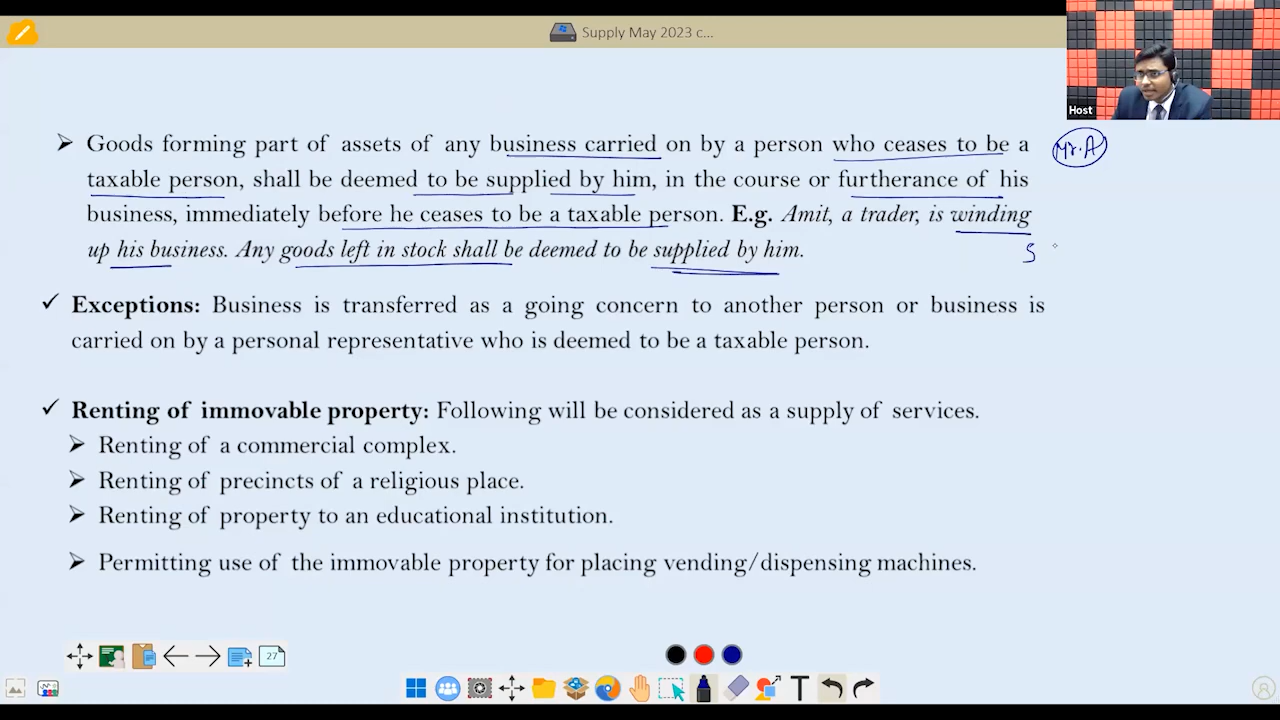 Supply May 2023 c...
Host
Goods forming part of assets of any business carried on by a person who ceases to be a
Mr. A
taxable person, shall be deemed to be supplied by him, in the course or furtherance of his
business, immediately before he ceases to be a taxable person. E.g. Amit, a trader, is winding
up his business. Any goods left in stock shall be deemed to be supplied by him.
Exceptions: Business is transferred as a going concern to another person or business is
carried on by a personal representative who is deemed to be a taxable person.
Renting of immovable property: Following will be considered as a supply of services.
Renting of a commercial complex.
Renting of precincts of a religious place.
Renting of property to an educational institution.
Permitting use of the immovable property for placing vending/dispensing machines.
27